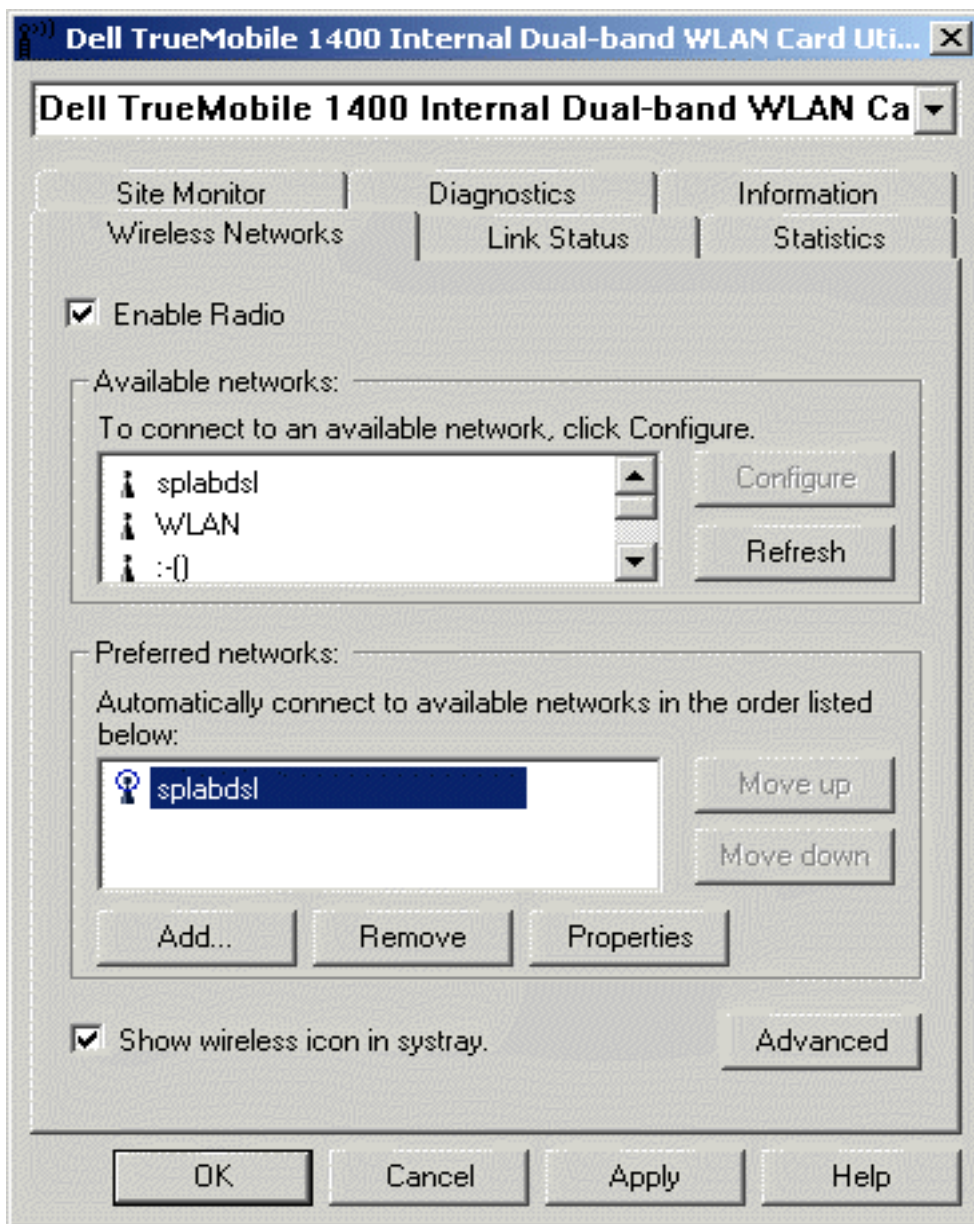 Dell TrueMobile 1400 Internal Dual-band WLAN Card Uti...
Dell TrueMobile 1400 Internal Dual-band WLAN Ca
Site Monitor Diagnostics Information
Wireless Networks Link Status Statistics
Enable Radio
Available networks:
To connect to an available network, click Configure.
splabdsl
WLAN
:-()
Configure
Refresh
Preferred networks:
Automatically connect to available networks in the order listed
below:
splabdsl
Move up
Move down
Add... Remove Properties
Show wireless icon in systray.
Advanced
OK Cancel Apply Help